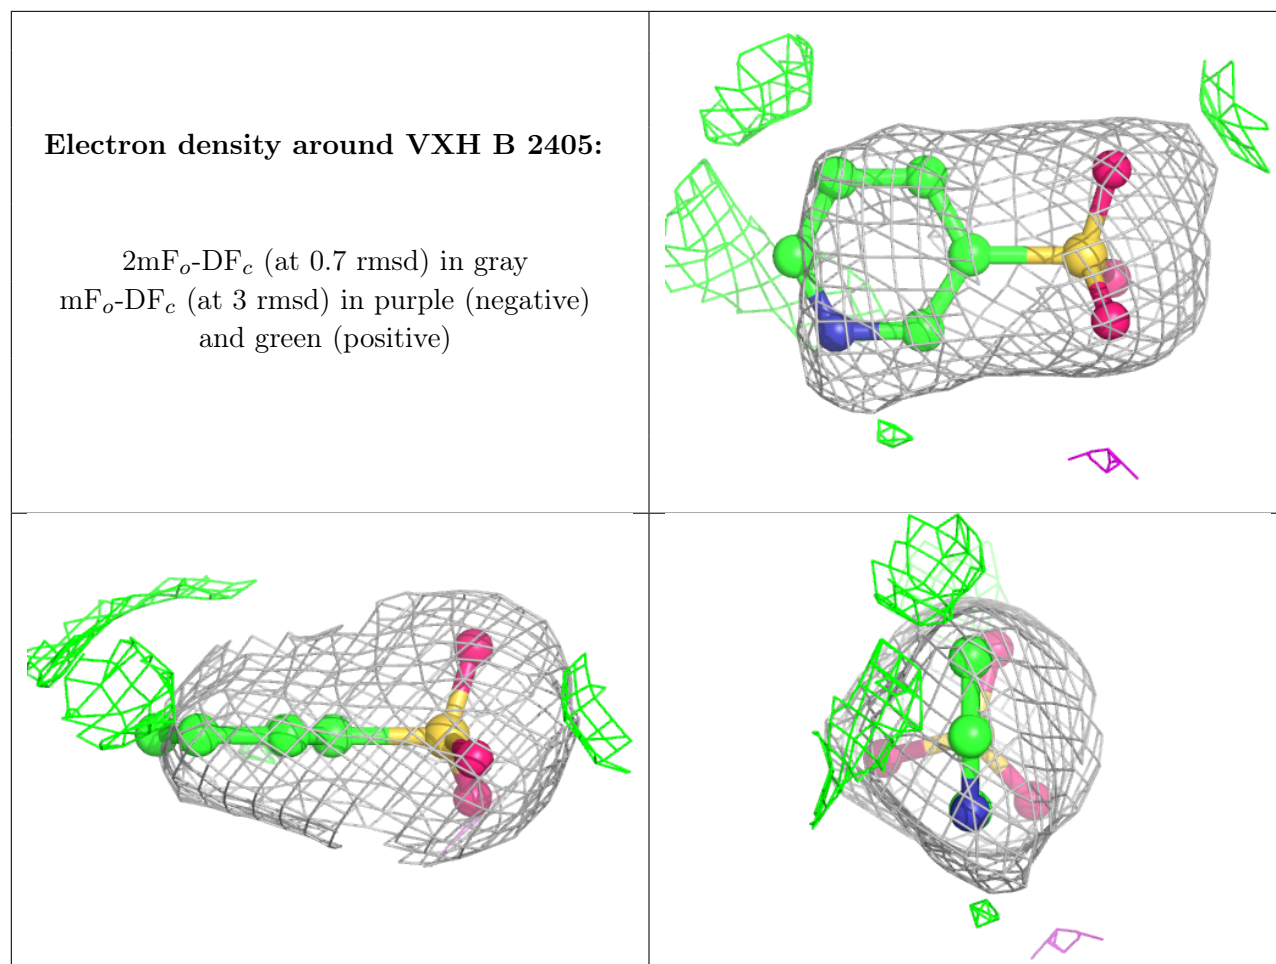 Electron density around VXH B 2405:
2mFo-DFc (at 0.7 rmsd) in gray
mFo-DFc (at 3 rmsd) in purple (negative)
and green (positive)